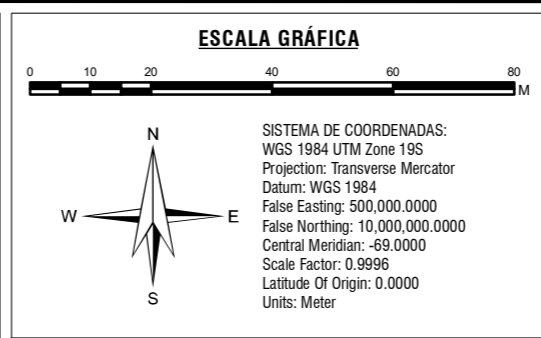 ESCALA GRÁFICA
0 10 20 40 60 80
M
N
W E
S
SISTEMA DE COORDENADAS:
WGS 1984 UTM Zone 19S
Projection: Transverse Mercator
Datum: WGS 1984
False Easting: 500,000.0000
False Northing: 10,000,000.0000
Central Meridian: -69.0000
Scale Factor: 0.9996
Latitude Of Origin: 0.0000
Units: Meter